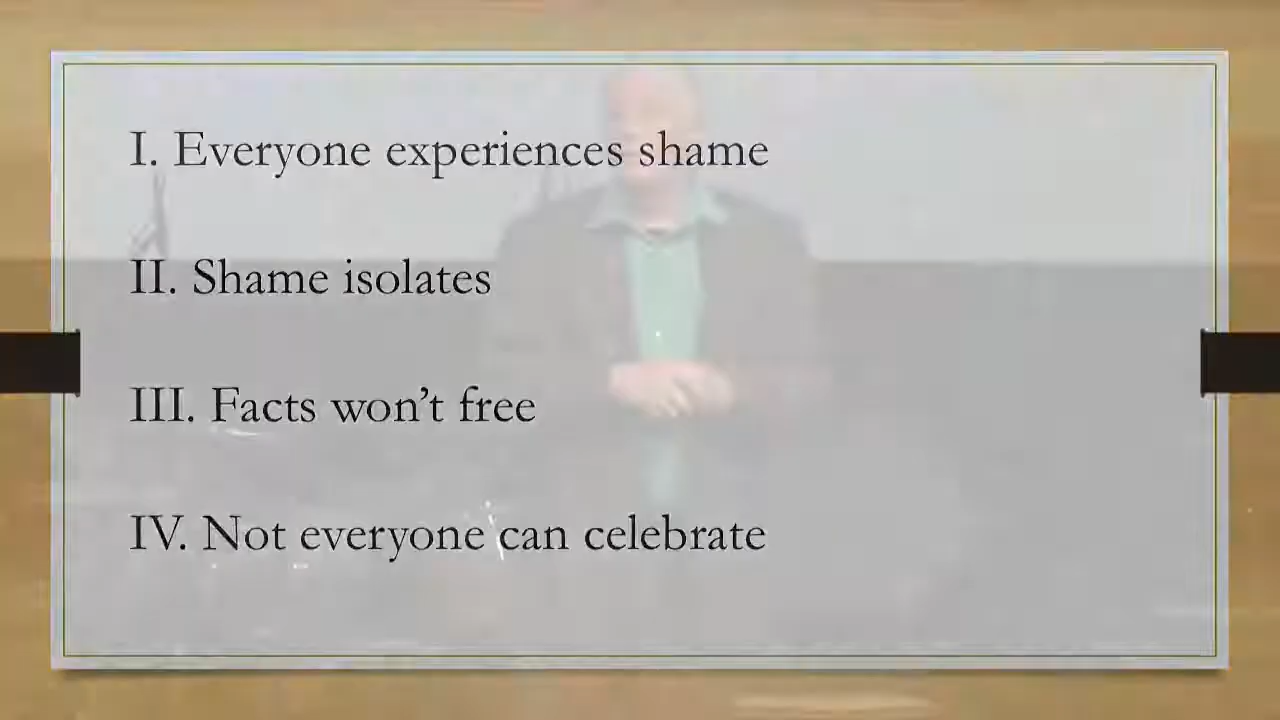 I. Everyone experiences shame
II. Shame isolates
III. Facts won’t free
IV. Not everyone can celebrate